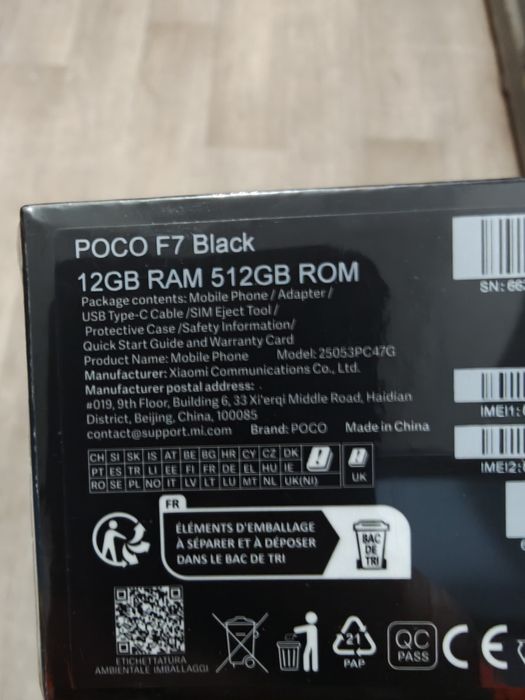 POCO F7 Black
12GB RAM 512GB ROM
Package contents: Mobile Phone / Adapter /
USB Type-C Cable /SIM Eject Tool /
Protective Case /Safety Information/
Quick Start Guide and Warranty Card
Product Name: Mobile Phone Model: 25053PC47G
Manufacturer: Xiaomi Communications Co., Ltd.
Manufacturer postal address:
#019, 9th Floor, Building 6, 33 Xi'erqi Middle Road, Haidian
District, Beijing, China, 100085
contact@support.mi.com Brand: POCO Made in China
CH SI SK IS AT BE BG HR CY CZ DK
PT ES TR LI EE FI FR DE EL HU IE
RO SE PL NO IT LV LT LU MT NL UK(NI)
UK
FR
ÉLÉMENTS D'EMBALLAGE
À SÉPARER ET À DÉPOSER
DANS LE BAC DE TRI
BAC
DE
TRI
ETICHETTATURA
AMBIENTALE IMBALLAGGI
21
PAP
QC
PASS
CE
SN: 66
IMEI1:
IMEI2: